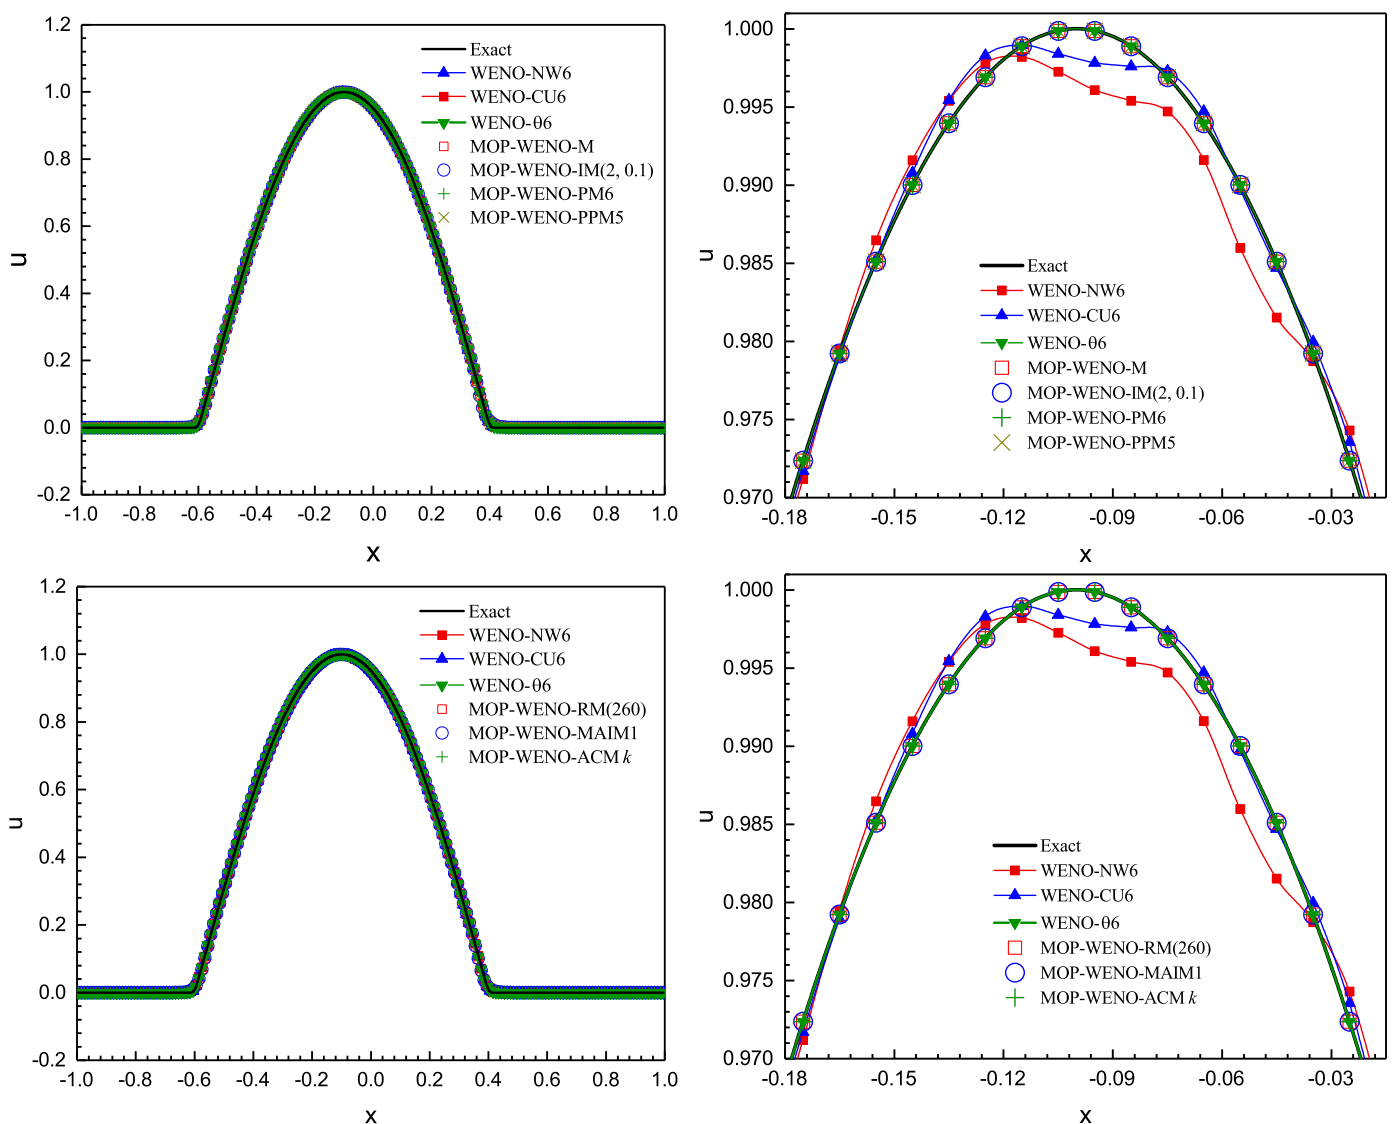 1.2
1.0
0.8
0.6
0.4
0.2
0.0
-0.2
u
-1.0 -0.8 -0.6 -0.4 -0.2 0.0 0.2 0.4 0.6 0.8 1.0
x
Exact
WENO-NW6
WENO-CU6
WENO-θ6
MOP-WENO-M
MOP-WENO-IM(2, 0.1)
MOP-WENO-PM6
MOP-WENO-PPM5
1.000
0.995
0.990
0.985
0.980
0.975
0.970
u
-0.18 -0.15 -0.12 -0.09 -0.06 -0.03
x
Exact
WENO-NW6
WENO-CU6
WENO-θ6
MOP-WENO-M
MOP-WENO-IM(2, 0.1)
MOP-WENO-PM6
MOP-WENO-PPM5
1.2
1.0
0.8
0.6
0.4
0.2
0.0
-0.2
u
-1.0 -0.8 -0.6 -0.4 -0.2 0.0 0.2 0.4 0.6 0.8 1.0
x
Exact
WENO-NW6
WENO-CU6
WENO-θ6
MOP-WENO-RM(260)
MOP-WENO-MAIM1
MOP-WENO-ACM k
1.000
0.995
0.990
0.985
0.980
0.975
0.970
u
-0.18 -0.15 -0.12 -0.09 -0.06 -0.03
x
Exact
WENO-NW6
WENO-CU6
WENO-θ6
MOP-WENO-RM(260)
MOP-WENO-MAIM1
MOP-WENO-ACM k